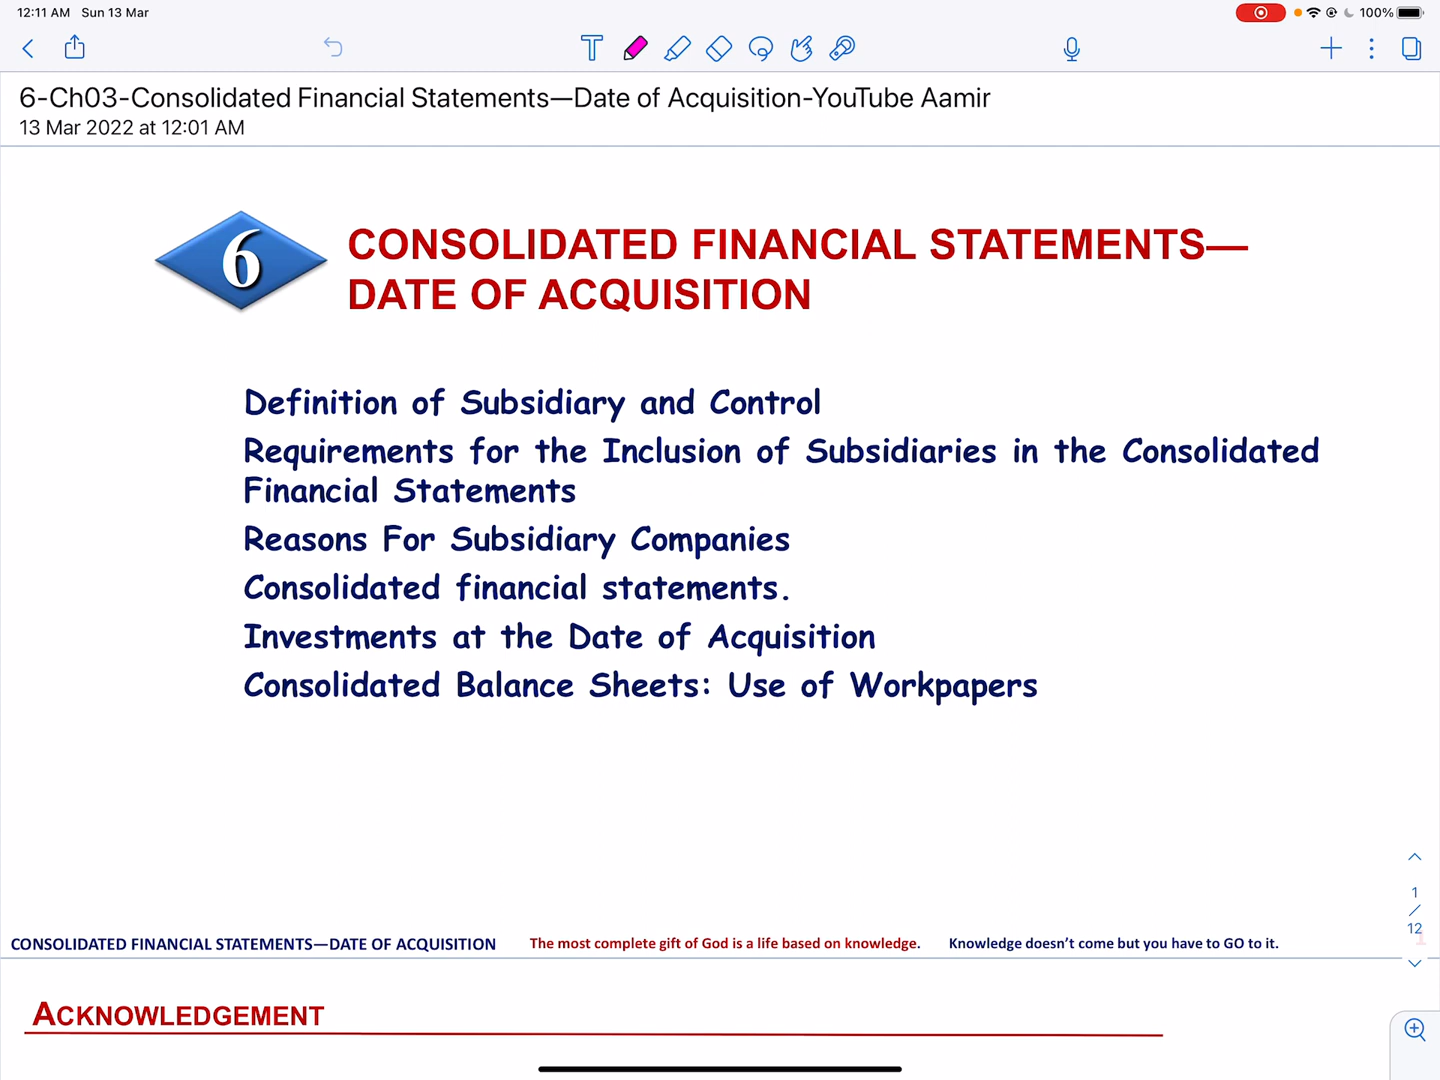 12:11 AM Sun 13 Mar
100%
6-Ch03-Consolidated Financial Statements—Date of Acquisition-YouTube Aamir
13 Mar 2022 at 12:01 AM
6
CONSOLIDATED FINANCIAL STATEMENTS—
DATE OF ACQUISITION
Definition of Subsidiary and Control
Requirements for the Inclusion of Subsidiaries in the Consolidated
Financial Statements
Reasons For Subsidiary Companies
Consolidated financial statements.
Investments at the Date of Acquisition
Consolidated Balance Sheets: Use of Workpapers
1
/
12
1
CONSOLIDATED FINANCIAL STATEMENTS—DATE OF ACQUISITION The most complete gift of God is a life based on knowledge. Knowledge doesn't come but you have to GO to it.
ACKNOWLEDGEMENT